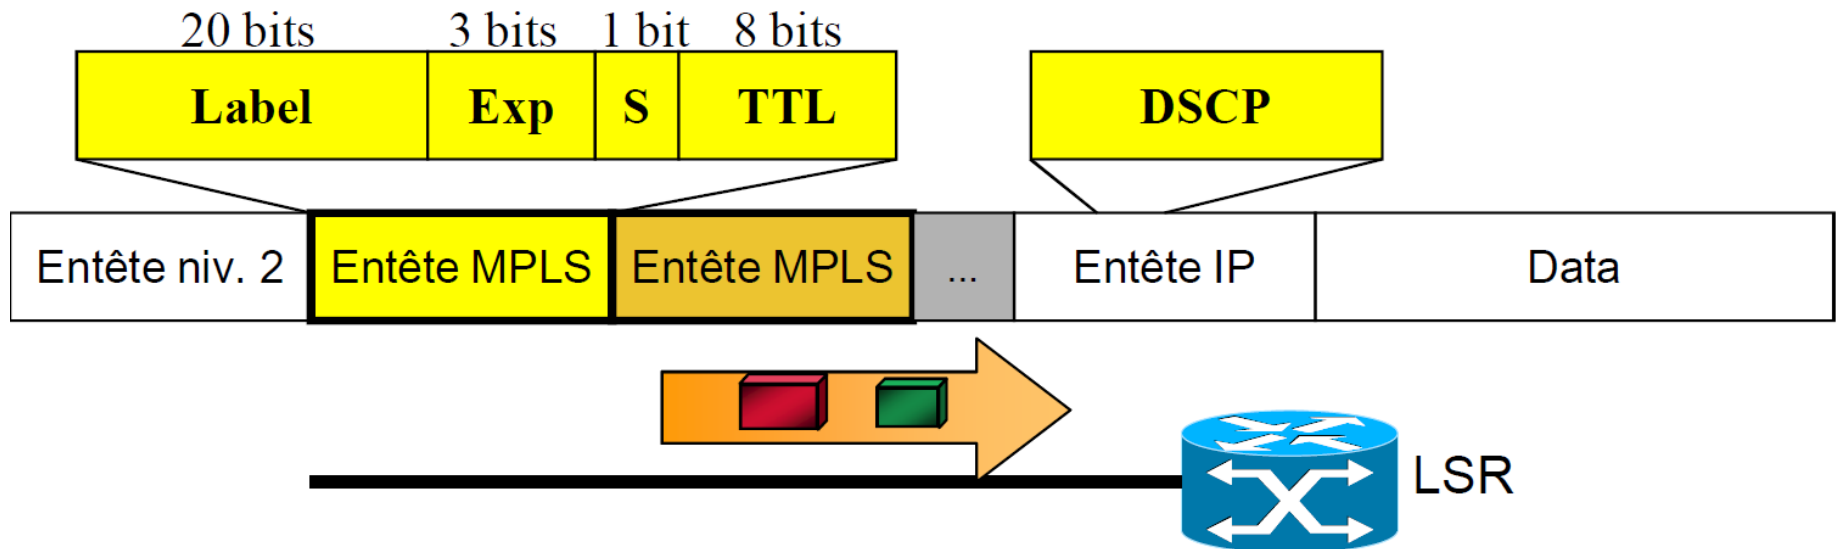 20 bits 3 bits 1 bit 8 bits
Label Exp S TTL DSCP
Entête niv. 2 Entête MPLS Entête MPLS ... Entête IP Data
LSR